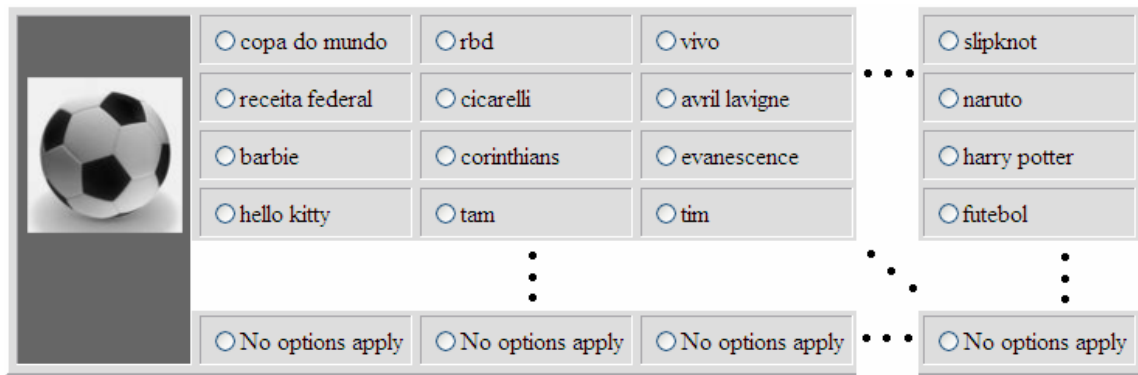 copa do mundo rbd vivo slipknot
receita federal cicarelli avril lavigne naruto
barbie corinthians evanescence harry potter
hello kitty tam tim futebol
No options apply No options apply No options apply No options apply